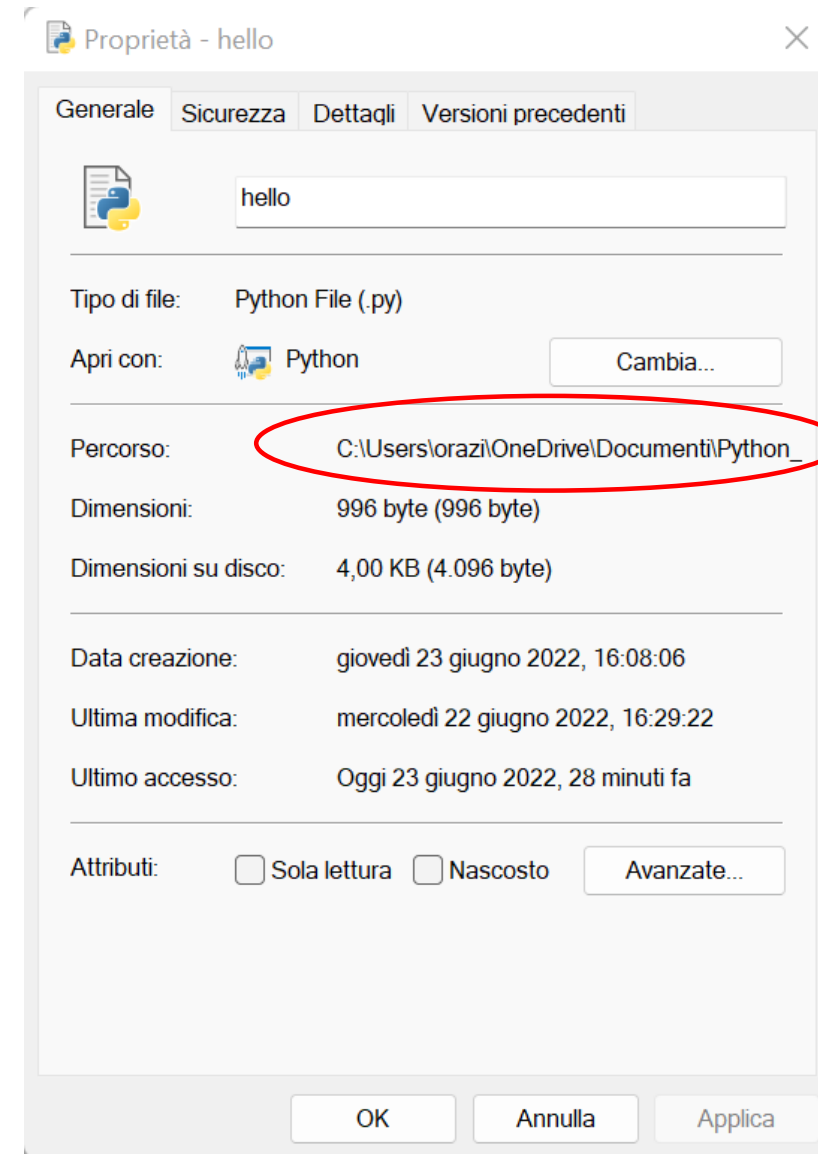 Proprietà - hello
Generale Sicurezza Dettagli Versioni precedenti
hello
Tipo di file: Python File (.py)
Apri con: Python Cambia...
Percorso: C:\Users\orazi\OneDrive\Documenti\Python_
Dimensioni: 996 byte (996 byte)
Dimensioni su disco: 4,00 KB (4.096 byte)
Data creazione: giovedì 23 giugno 2022, 16:08:06
Ultima modifica: mercoledì 22 giugno 2022, 16:29:22
Ultimo accesso: Oggi 23 giugno 2022, 28 minuti fa
Attributi: Sola lettura Nascosto Avanzate...
OK Annulla Applica